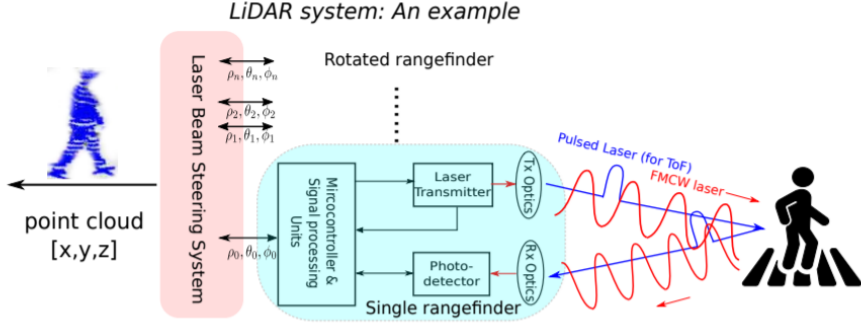 LiDAR system: An example
Laser Beam Steering System
ρn,θn,ϕn
ρ2,θ2,ϕ2
ρ1,θ1,ϕ1
ρ0,θ0,ϕ0
Rotated rangefinder
point cloud
[x,y,z]
Mircocontroller &
Signal processing
Units
Laser
Transmitter
Tx Optics
Photo-
detector
Rx Optics
Single rangefinder
Pulsed Laser (for ToF)
FMCW laser